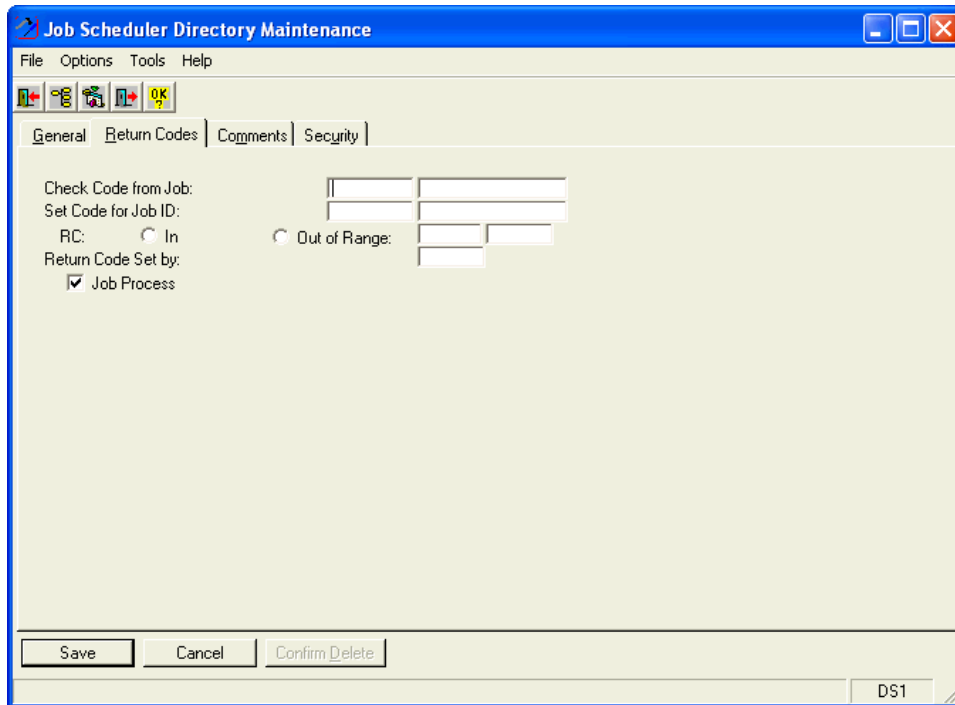 Job Scheduler Directory Maintenance
File Options Tools Help
OK
?
General Return Codes Comments Security
Check Code from Job:
Set Code for Job ID:
RC: In Out of Range:
Return Code Set by:
Job Process
Save Cancel Confirm Delete
DS1